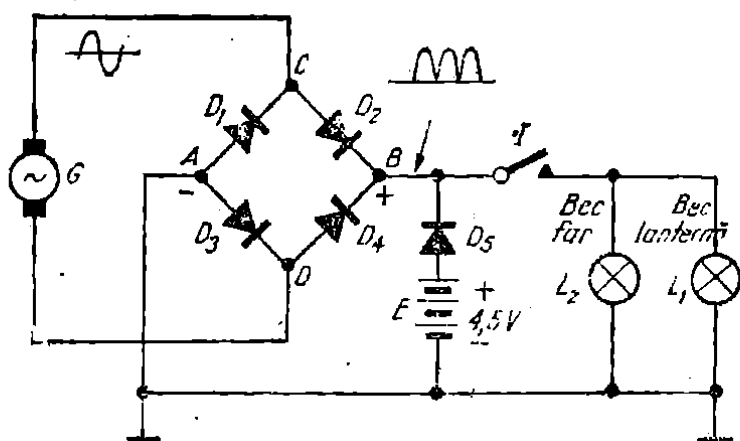 C
D₁
D₂
A
B
I
~
G
-
+
Bec far
Bec lanternă
D₃
D₄
D₅
D
E
+
4,5V
-
L₂
L₁